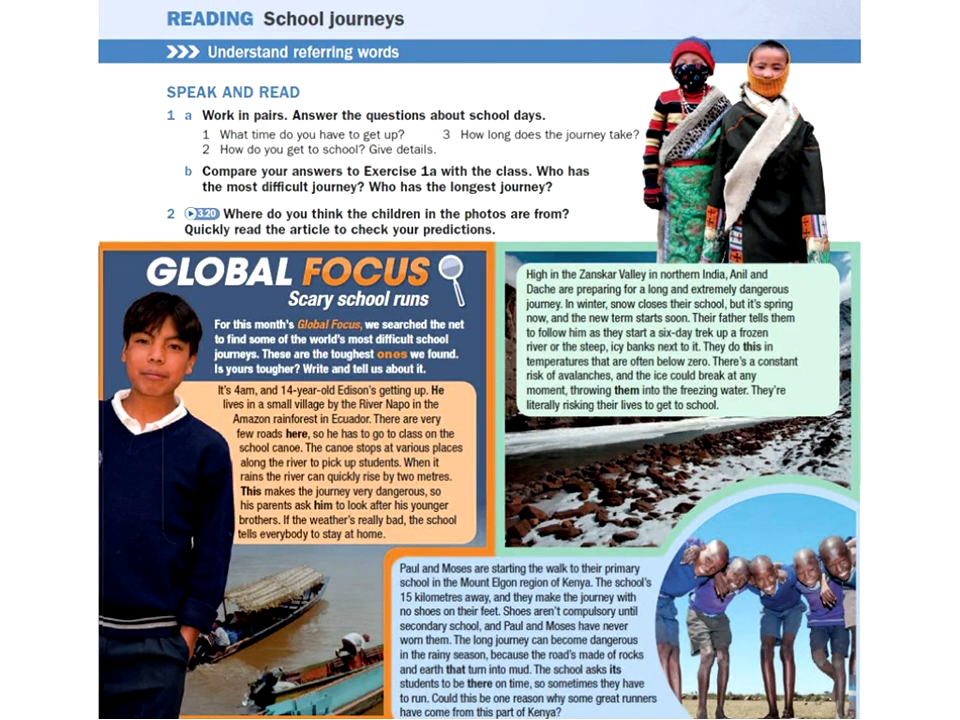 READING School journeys
>>> Understand referring words
SPEAK AND READ
1 a Work in pairs. Answer the questions about school days.
1 What time do you have to get up? 3 How long does the journey take?
2 How do you get to school? Give details.
b Compare your answers to Exercise 1a with the class. Who has
the most difficult journey? Who has the longest journey?
2 3.20 Where do you think the children in the photos are from?
Quickly read the article to check your predictions.
GLOBAL FOCUS
Scary school runs
For this month's Global Focus, we searched the net
to find some of the world's most difficult school
journeys. These are the toughest ones we found.
Is yours tougher? Write and tell us about it.
It's 4am, and 14-year-old Edison's getting up. He
lives in a small village by the River Napo in the
Amazon rainforest in Ecuador. There are very
few roads here, so he has to go to class on the
school canoe. The canoe stops at various places
along the river to pick up students. When it
rains the river can quickly rise by two metres.
This makes the journey very dangerous, so
his parents ask him to look after his younger
brothers. If the weather's really bad, the school
tells everybody to stay at home.
High in the Zanskar Valley in northern India, Anil and
Dache are preparing for a long and extremely dangerous
journey. In winter, snow closes their school, but it's spring
now, and the new term starts soon. Their father tells them
to follow him as they start a six-day trek up a frozen
river or the steep, icy banks next to it. They do this in
temperatures that are often below zero. There's a constant
risk of avalanches, and the ice could break at any
moment, throwing them into the freezing water. They're
literally risking their lives to get to school.
Paul and Moses are starting the walk to their primary
school in the Mount Elgon region of Kenya. The school's
15 kilometres away, and they make the journey with
no shoes on their feet. Shoes aren't compulsory until
secondary school, and Paul and Moses have never
worn them. The long journey can become dangerous
in the rainy season, because the road's made of rocks
and earth that turn into mud. The school asks its
students to be there on time, so sometimes they have
to run. Could this be one reason why some great runners
have come from this part of Kenya?